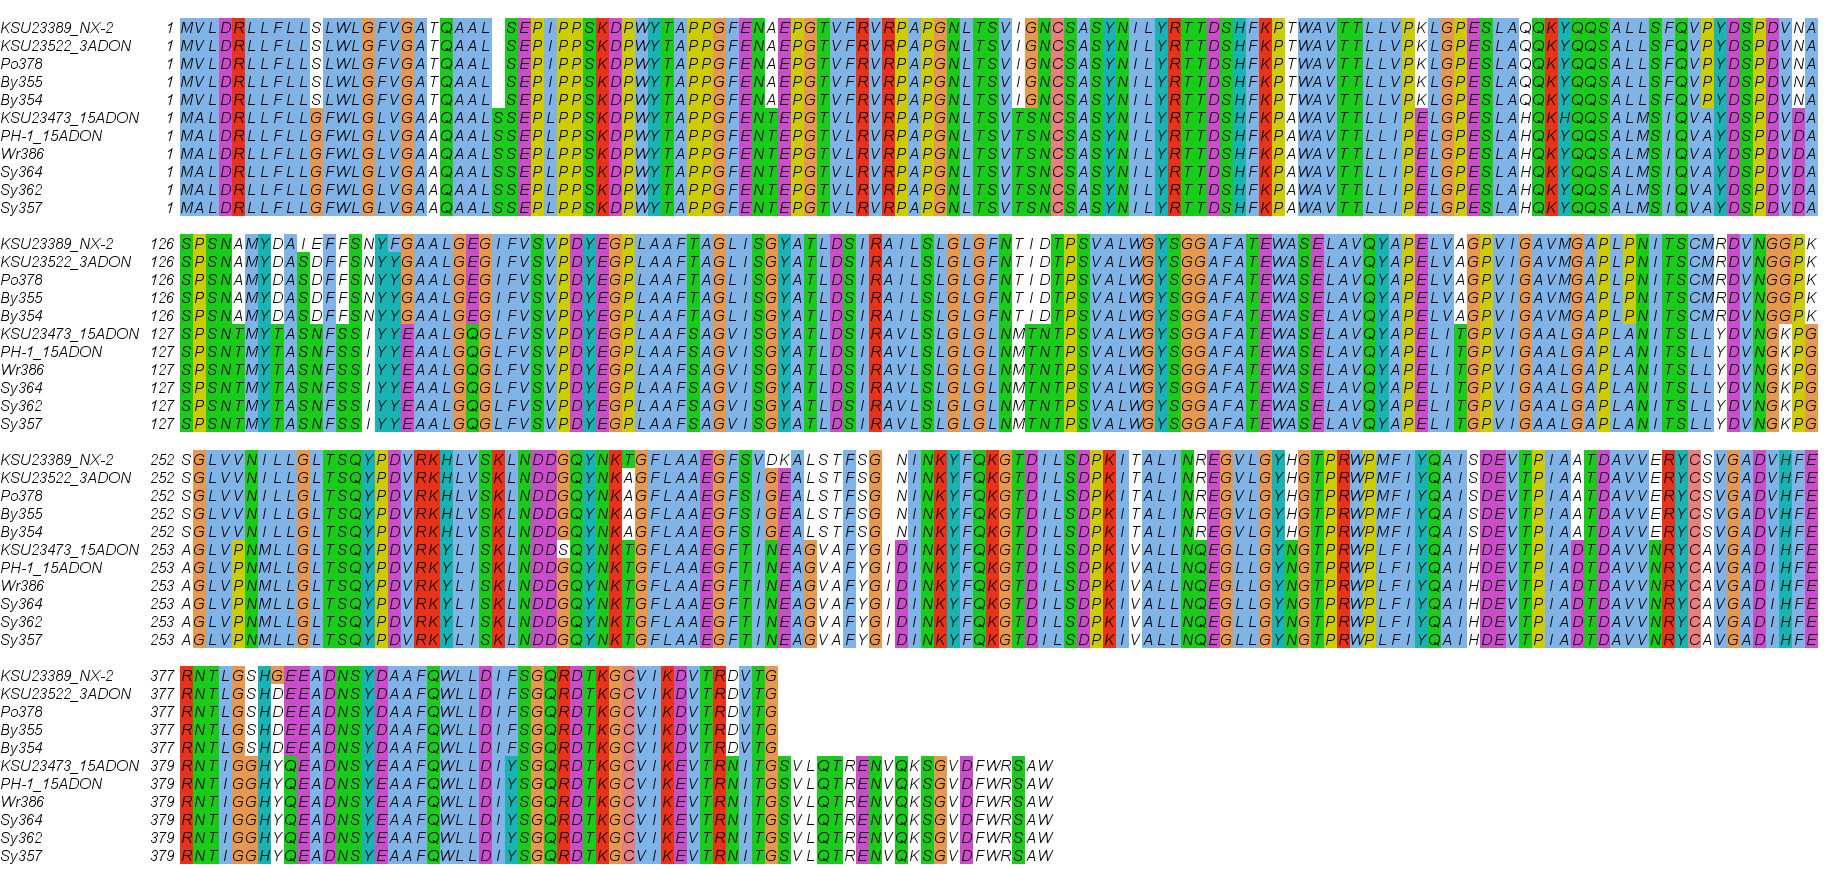 KSU23389_NX-2 1 MVLDRLLFLLSLWLGFVGATQAAL SEPIPPSKDPWYTAPPGFENAEPGTVFRVRPAPGNLTSVIGNCSASYNILYRTTDSHFKPTWAVTTLLVPKLGPESLAQQKYQQSALLSFQVPYDSPDVNA
KSU23522_3ADON 1 MVLDRLLFLLSLWLGFVGATQAAL SEPIPPSKDPWYTAPPGFENAEPGTVFRVRPAPGNLTSVIGNCSASYNILYRTTDSHFKPTWAVTTLLVPKLGPESLAQQKYQQSALLSFQVPYDSPDVNA
Po378 1 MVLDRLLFLLSLWLGFVGATQAAL SEPIPPSKDPWYTAPPGFENAEPGTVFRVRPAPGNLTSVIGNCSASYNILYRTTDSHFKPTWAVTTLLVPKLGPESLAQQKYQQSALLSFQVPYDSPDVNA
By355 1 MVLDRLLFLLSLWLGFVGATQAAL SEPIPPSKDPWYTAPPGFENAEPGTVFRVRPAPGNLTSVIGNCSASYNILYRTTDSHFKPTWAVTTLLVPKLGPESLAQQKYQQSALLSFQVPYDSPDVNA
By354 1 MVLDRLLFLLSLWLGFVGATQAAL SEPIPPSKDPWYTAPPGFENAEPGTVFRVRPAPGNLTSVIGNCSASYNILYRTTDSHFKPTWAVTTLLVPKLGPESLAQQKYQQSALLSFQVPYDSPDVNA
KSU23473_15ADON 1 MALDRLLFLLGFWLGLVGAAQAALSSEPLPPSKDPWYTAPPGFENTEPGTVLRVRPAPGNLTSVTSNCSASYNILYRTTDSHFKPAWAVTTLLIPELGPESLAHQKHQQSALMSIQVAYDSPDVDA
PH-1_15ADON 1 MALDRLLFLLGFWLGLVGAAQAALSSEPLPPSKDPWYTAPPGFENTEPGTVLRVRPAPGNLTSVTSNCSASYNILYRTTDSHFKPAWAVTTLLIPELGPESLAHQKYQQSALMSIQVAYDSPDVDA
Wr386 1 MALDRLLFLLGFWLGLVGAAQAALSSEPLPPSKDPWYTAPPGFENTEPGTVLRVRPAPGNLTSVTSNCSASYNILYRTTDSHFKPAWAVTTLLIPELGPESLAHQKYQQSALMSIQVAYDSPDVDA
Sy364 1 MALDRLLFLLGFWLGLVGAAQAALSSEPLPPSKDPWYTAPPGFENTEPGTVLRVRPAPGNLTSVTSNCSASYNILYRTTDSHFKPAWAVTTLLIPELGPESLAHQKYQQSALMSIQVAYDSPDVDA
Sy362 1 MALDRLLFLLGFWLGLVGAAQAALSSEPLPPSKDPWYTAPPGFENTEPGTVLRVRPAPGNLTSVTSNCSASYNILYRTTDSHFKPAWAVTTLLIPELGPESLAHQKYQQSALMSIQVAYDSPDVDA
Sy357 1 MALDRLLFLLGFWLGLVGAAQAALSSEPLPPSKDPWYTAPPGFENTEPGTVLRVRPAPGNLTSVTSNCSASYNILYRTTDSHFKPAWAVTTLLIPELGPESLAHQKYQQSALMSIQVAYDSPDVDA
KSU23389_NX-2 126 SPSNAMYDAIEFFSNYFGAALGEGIFVSVPDYEGPLAAFTAGLISGYATLDSIRAILSLGLGFNTIDTPSVALWGYSGGAFATEWASELAVQYAPELVAGPVIGAVMGAPLPNITSCMRDVNGGPK
KSU23522_3ADON 126 SPSNAMYDASDFFSNYYGAALGEGIFVSVPDYEGPLAAFTAGLISGYATLDSIRAILSLGLGFNTIDTPSVALWGYSGGAFATEWASELAVQYAPELVAGPVIGAVMGAPLPNITSCMRDVNGGPK
Po378 126 SPSNAMYDASDFFSNYYGAALGEGIFVSVPDYEGPLAAFTAGLISGYATLDSIRAILSLGLGFNTIDTPSVALWGYSGGAFATEWASELAVQYAPELVAGPVIGAVMGAPLPNITSCMRDVNGGPK
By355 126 SPSNAMYDASDFFSNYYGAALGEGIFVSVPDYEGPLAAFTAGLISGYATLDSIRAILSLGLGFNTIDTPSVALWGYSGGAFATEWASELAVQYAPELVAGPVIGAVMGAPLPNITSCMRDVNGGPK
By354 126 SPSNAMYDASDFFSNYYGAALGEGIFVSVPDYEGPLAAFTAGLISGYATLDSIRAILSLGLGFNTIDTPSVALWGYSGGAFATEWASELAVQYAPELVAGPVIGAVMGAPLPNITSCMRDVNGGPK
KSU23473_15ADON 127 SPSNTMYTASNFSSIYYEAALGQGLFVSVPDYEGPLAAFSAGVISGYATLDSIRAVLSLGLGLNMTNTPSVALWGYSGGAFATEWASELAVQYAPELITGPVIGAALGAPLANITSLLYDVNGKPG
PH-1_15ADON 127 SPSNTMYTASNFSSIYYEAALGQGLFVSVPDYEGPLAAFSAGVISGYATLDSIRAVLSLGLGLNMTNTPSVALWGYSGGAFATEWASELAVQYAPELITGPVIGAALGAPLANITSLLYDVNGKPG
Wr386 127 SPSNTMYTASNFSSIYYEAALGQGLFVSVPDYEGPLAAFSAGVISGYATLDSIRAVLSLGLGLNMTNTPSVALWGYSGGAFATEWASELAVQYAPELITGPVIGAALGAPLANITSLLYDVNGKPG
Sy364 127 SPSNTMYTASNFSSIYYEAALGQGLFVSVPDYEGPLAAFSAGVISGYATLDSIRAVLSLGLGLNMTNTPSVALWGYSGGAFATEWASELAVQYAPELITGPVIGAALGAPLANITSLLYDVNGKPG
Sy362 127 SPSNTMYTASNFSSIYYEAALGQGLFVSVPDYEGPLAAFSAGVISGYATLDSIRAVLSLGLGLNMTNTPSVALWGYSGGAFATEWASELAVQYAPELITGPVIGAALGAPLANITSLLYDVNGKPG
Sy357 127 SPSNTMYTASNFSSIYYEAALGQGLFVSVPDYEGPLAAFSAGVISGYATLDSIRAVLSLGLGLNMTNTPSVALWGYSGGAFATEWASELAVQYAPELITGPVIGAALGAPLANITSLLYDVNGKPG
KSU23389_NX-2 252 SGLVVNILLGLTSQYPDVRKHLVSKLNDDGQYNKTGFLAAEGFSVDKALSTFSG NINKYFQKGTDILSDPKITALINREGVLGYHGTPRWPMFIYQAISDEVTPIAATDAVVERYCSVGADVHFE
KSU23522_3ADON 252 SGLVVNILLGLTSQYPDVRKHLVSKLNDDGQYNKAGFLAAEGFSIGEALSTFSG NINKYFQKGTDILSDPKITALINREGVLGYHGTPRWPMFIYQAISDEVTPIAATDAVVERYCSVGADVHFE
Po378 252 SGLVVNILLGLTSQYPDVRKHLVSKLNDDGQYNKAGFLAAEGFSIGEALSTFSG NINKYFQKGTDILSDPKITALINREGVLGYHGTPRWPMFIYQAISDEVTPIAATDAVVERYCSVGADVHFE
By355 252 SGLVVNILLGLTSQYPDVRKHLVSKLNDDGQYNKAGFLAAEGFSIGEALSTFSG NINKYFQKGTDILSDPKITALINREGVLGYHGTPRWPMFIYQAISDEVTPIAATDAVVERYCSVGADVHFE
By354 252 SGLVVNILLGLTSQYPDVRKHLVSKLNDDGQYNKAGFLAAEGFSIGEALSTFSG NINKYFQKGTDILSDPKITALINREGVLGYHGTPRWPMFIYQAISDEVTPIAATDAVVERYCSVGADVHFE
KSU23473_15ADON 253 AGLVPNMLLGLTSQYPDVRKYLISKLNDDSQYNKTGFLAAEGFTINEAGVAFYGIDINKYFQKGTDILSDPKIVALLNQEGLLGYNGTPRWPLFIYQAIHDEVTPIADTDAVVNRYCAVGADIHFE
PH-1_15ADON 253 AGLVPNMLLGLTSQYPDVRKYLISKLNDDGQYNKTGFLAAEGFTINEAGVAFYGIDINKYFQKGTDILSDPKIVALLNQEGLLGYNGTPRWPLFIYQAIHDEVTPIADTDAVVNRYCAVGADIHFE
Wr386 253 AGLVPNMLLGLTSQYPDVRKYLISKLNDDGQYNKTGFLAAEGFTINEAGVAFYGIDINKYFQKGTDILSDPKIVALLNQEGLLGYNGTPRWPLFIYQAIHDEVTPIADTDAVVNRYCAVGADIHFE
Sy364 253 AGLVPNMLLGLTSQYPDVRKYLISKLNDDGQYNKTGFLAAEGFTINEAGVAFYGIDINKYFQKGTDILSDPKIVALLNQEGLLGYNGTPRWPLFIYQAIHDEVTPIADTDAVVNRYCAVGADIHFE
Sy362 253 AGLVPNMLLGLTSQYPDVRKYLISKLNDDGQYNKTGFLAAEGFTINEAGVAFYGIDINKYFQKGTDILSDPKIVALLNQEGLLGYNGTPRWPLFIYQAIHDEVTPIADTDAVVNRYCAVGADIHFE
Sy357 253 AGLVPNMLLGLTSQYPDVRKYLISKLNDDGQYNKTGFLAAEGFTINEAGVAFYGIDINKYFQKGTDILSDPKIVALLNQEGLLGYNGTPRWPLFIYQAIHDEVTPIADTDAVVNRYCAVGADIHFE
KSU23389_NX-2 377 RNTLGSHGEEADNSYDAAFQWLLDIFSGQRDTKGCVIKDVTRDVTG
KSU23522_3ADON 377 RNTLGSHDEEADNSYDAAFQWLLDIFSGQRDTKGCVIKDVTRDVTG
Po378 377 RNTLGSHDEEADNSYDAAFQWLLDIFSGQRDTKGCVIKDVTRDVTG
By355 377 RNTLGSHDEEADNSYDAAFQWLLDIFSGQRDTKGCVIKDVTRDVTG
By354 377 RNTLGSHDEEADNSYDAAFQWLLDIFSGQRDTKGCVIKDVTRDVTG
KSU23473_15ADON 379 RNTIGGHYQEADNSYEAAFQWLLDIYSGQRDTKGCVIKEVTRNITGSVLQTRENVQKSGVDFWRSAW
PH-1_15ADON 379 RNTIGGHYQEADNSYEAAFQWLLDIYSGQRDTKGCVIKEVTRNITGSVLQTRENVQKSGVDFWRSAW
Wr386 379 RNTIGGHYQEADNSYEAAFQWLLDIYSGQRDTKGCVIKEVTRNITGSVLQTRENVQKSGVDFWRSAW
Sy364 379 RNTIGGHYQEADNSYEAAFQWLLDIYSGQRDTKGCVIKEVTRNITGSVLQTRENVQKSGVDFWRSAW
Sy362 379 RNTIGGHYQEADNSYEAAFQWLLDIYSGQRDTKGCVIKEVTRNITGSVLQTRENVQKSGVDFWRSAW
Sy357 379 RNTIGGHYQEADNSYEAAFQWLLDIYSGQRDTKGCVIKEVTRNITGSVLQTRENVQKSGVDFWRSAW